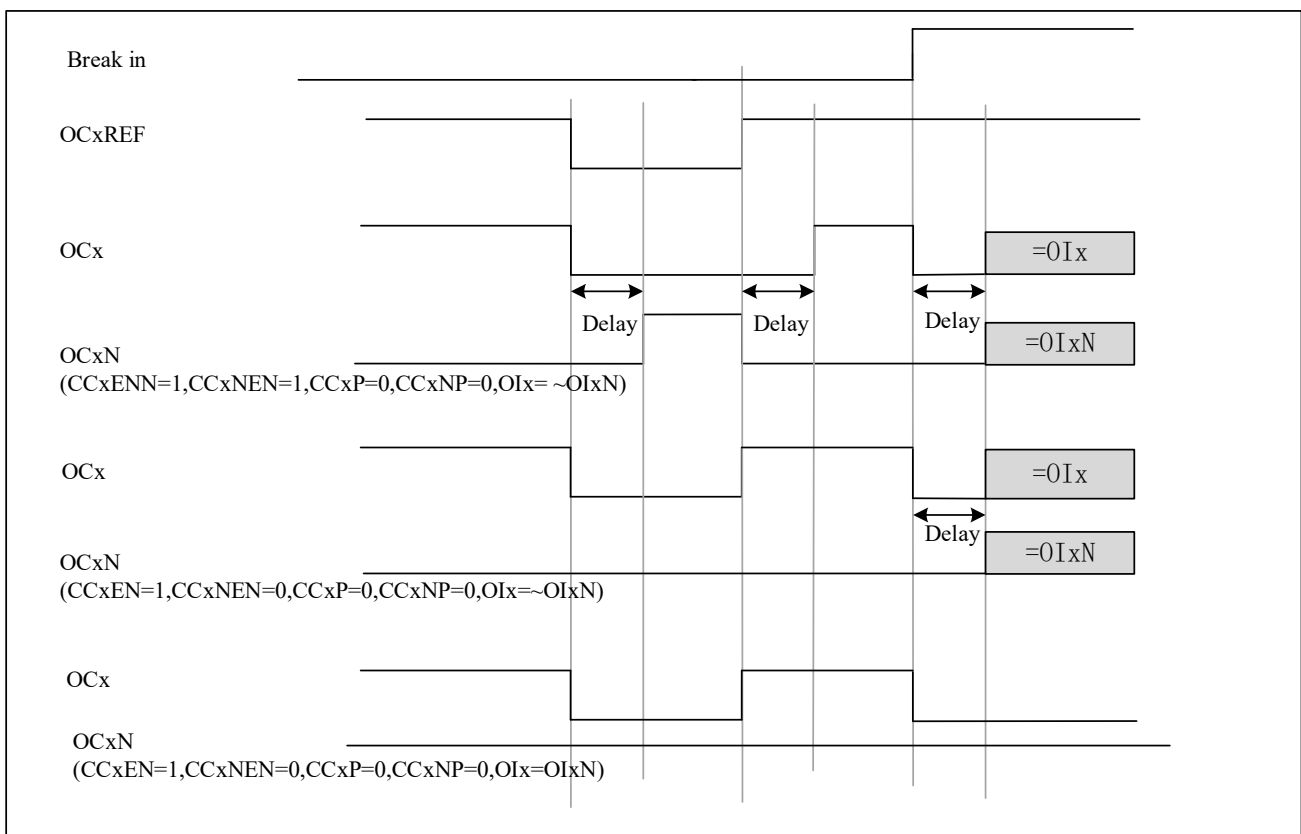 Break in
OCxREF
OCx
=OIx
Delay
Delay
Delay
OCxN
=OIxN
(CCxENN=1,CCxNEN=1,CCxP=0,CCxNP=0,OIx= ~OIxN)
OCx
=OIx
Delay
OCxN
=OIxN
(CCxEN=1,CCxNEN=0,CCxP=0,CCxNP=0,OIx=~OIxN)
OCx
OCxN
(CCxEN=1,CCxNEN=0,CCxP=0,CCxNP=0,OIx=OIxN)